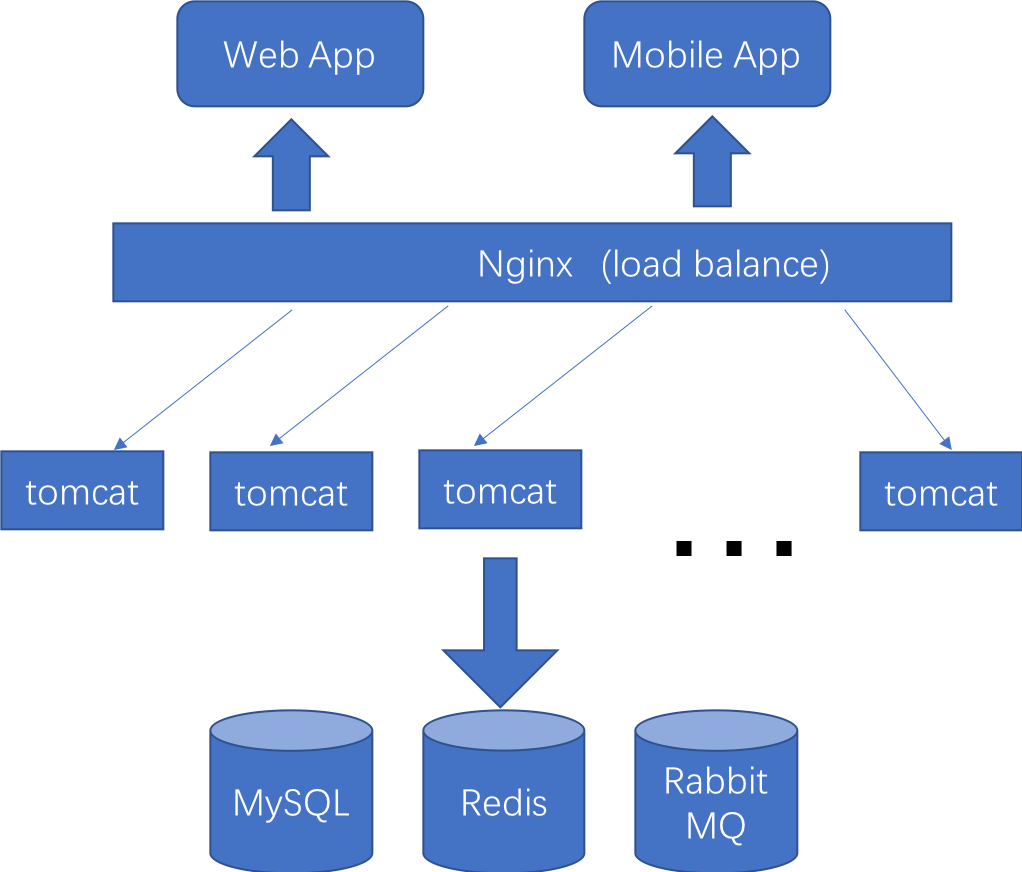 Web App
Mobile App
Nginx (load balance)
tomcat
tomcat
tomcat
tomcat
...
MySQL
Redis
Rabbit
MQ